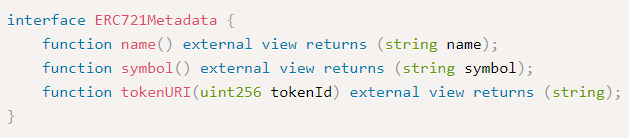 interface ERC721Metadata {
    function name() external view returns (string name);
    function symbol() external view returns (string symbol);
    function tokenURI(uint256 tokenId) external view returns (string);
}